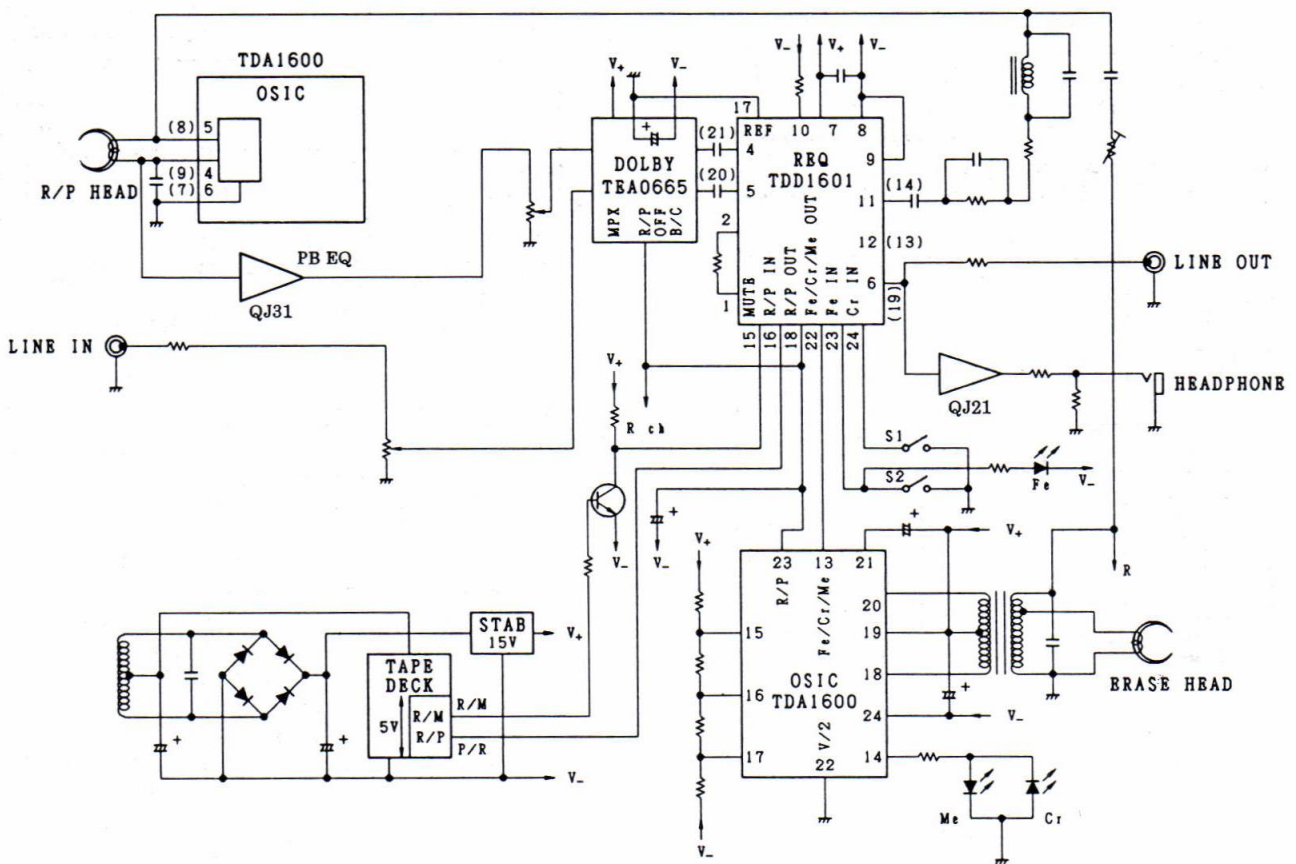 TDA1600
OSIC
(8) 5
(9) 4
(7) 6
R/P HEAD
PB EQ
QJ31
LINE IN
V+
V-
+
DOLBY
TEA0665
MPX
R/P
OFF
B/C
(21)
(20)
V-
V+
V-
17
REF
10
7
8
4
5
9
REQ
TDD1601
2
1
11
(14)
12
(13)
6
(19)
MUTE
R/P IN
R/P OUT
Fe/Cr/Me OUT
Fe IN
Cr IN
15
16
18
22
23
24
LINE OUT
QJ21
HEADPHONE
V+
R ch
S1
S2
Fe
V-
V-
+
V-
V+
+
V+
R
23
13
21
R/P
Fe/Cr/Me
20
15
19
18
16
OSIC
TDA1600
24
+
V-
V/2
17
22
14
V-
Me
Cr
ERASE HEAD
STAB
15V
V+
TAPE
DECK
5V
R/M
R/M
R/P
P/R
+
+
V-